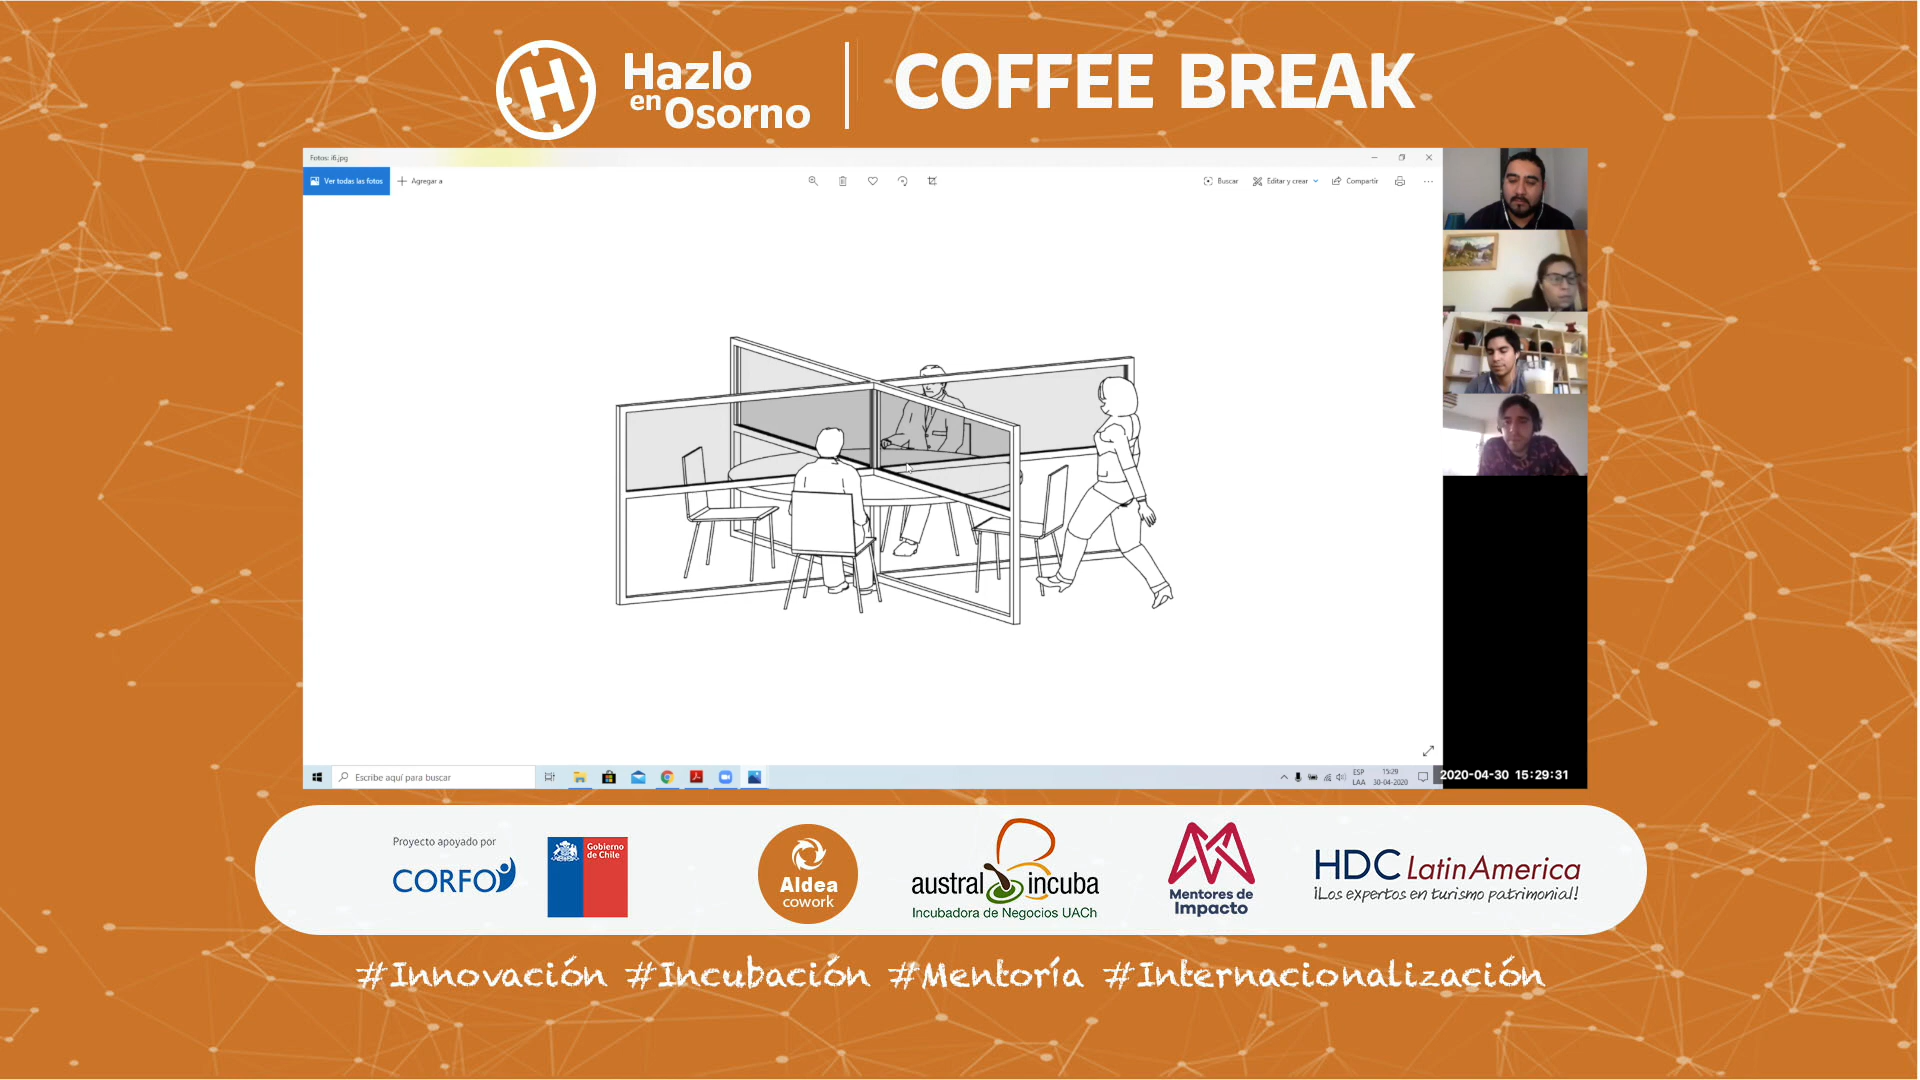 H
Hazlo
en Osorno
COFFEE BREAK
Fotos: i6.jpg
Ver todas las fotos
Agregar a
Buscar
Editar y crear
Compartir
Escribe aquí para buscar
ESP
LAA
15:29
30-04-2020
2020-04-30 15:29:31
Proyecto apoyado por
CORFO
Gobierno
de Chile
Aldea
cowork
austral incuba
Incubadora de Negocios UACh
Mentores de
Impacto
HDC LatinAmerica
¡Los expertos en turismo patrimonial!
#Innovación #Incubación #Mentoría #Internacionalización